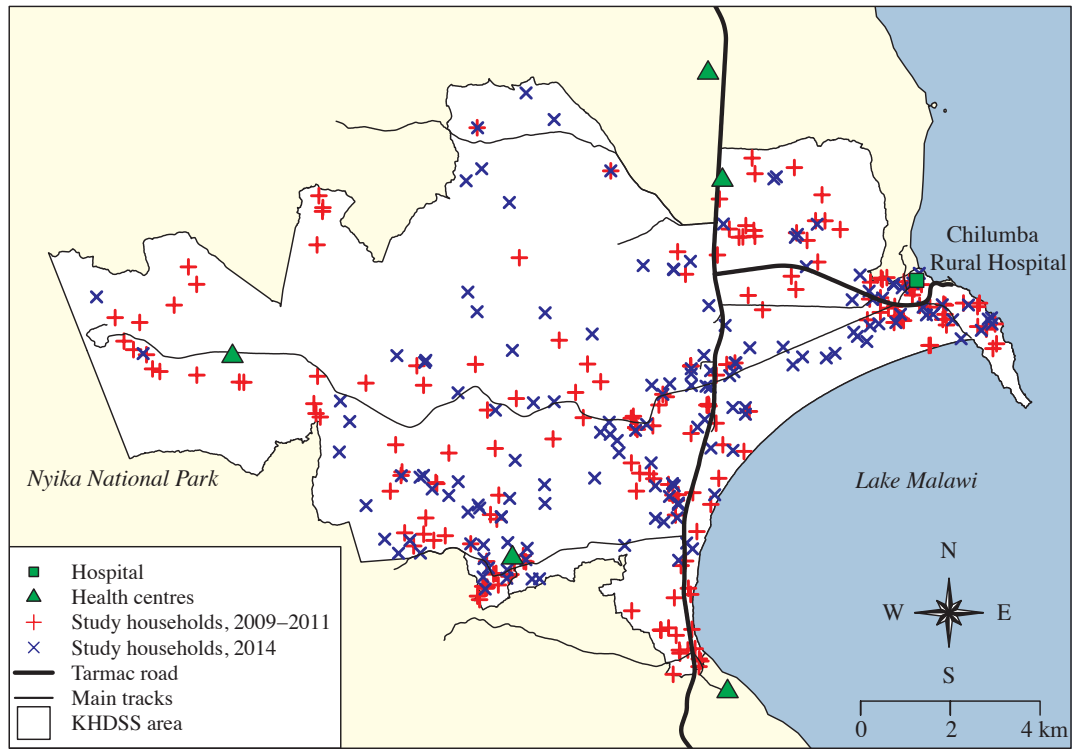 Chilumba
Rural Hospital
Nyika National Park
Lake Malawi
Hospital
Health centres
Study households, 2009–2011
Study households, 2014
Tarmac road
Main tracks
KHDSS area
N
W
E
S
0
2
4 km